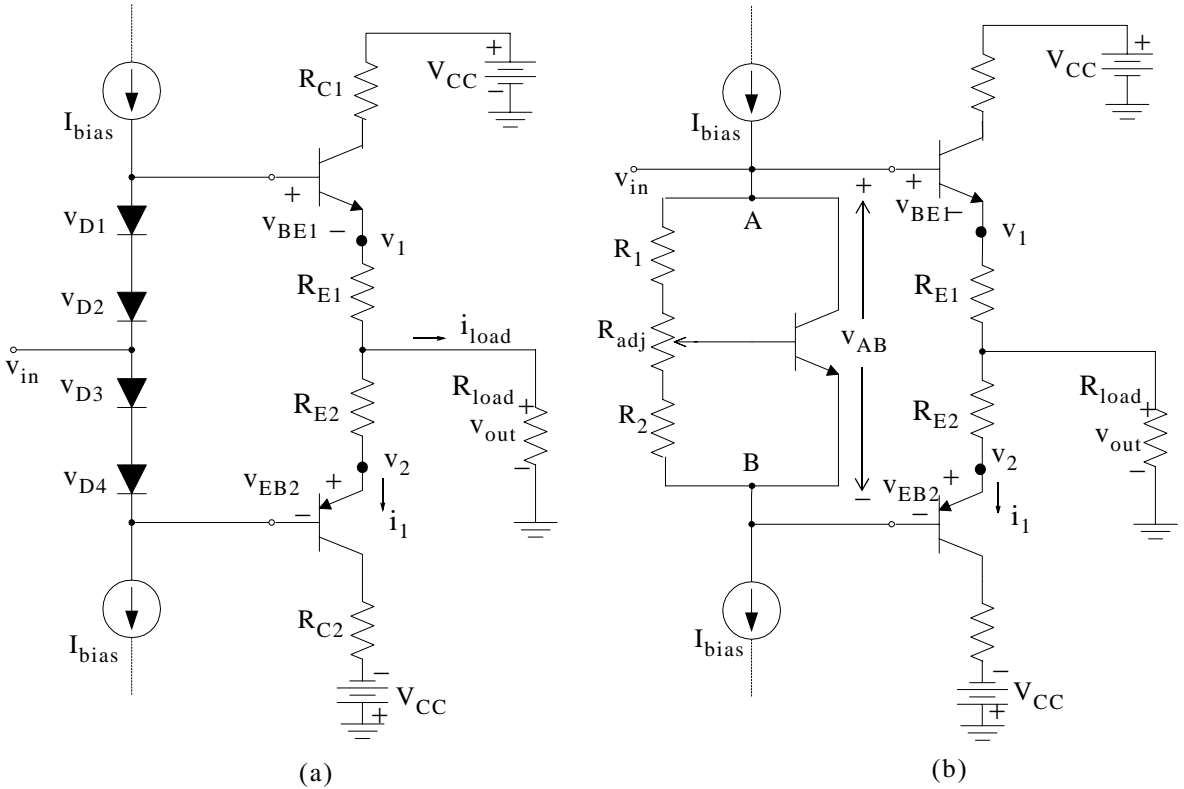 +
V_CC
−
R_C1
I_bias
v_D1
+
v_BE1
−
v_1
v_D2
R_E1
i_load
v_in
v_D3
R_E2
R_load
+
v_out
−
v_D4
v_EB2
+
−
v_2
i_1
I_bias
R_C2
−
V_CC
+
(a)
+
V_CC
−
I_bias
v_in
A
+
+
v_BE1
−
v_1
R_1
R_E1
R_adj
v_AB
R_2
R_E2
R_load
+
v_out
−
B
−
v_EB2
+
−
v_2
i_1
I_bias
−
V_CC
+
(b)